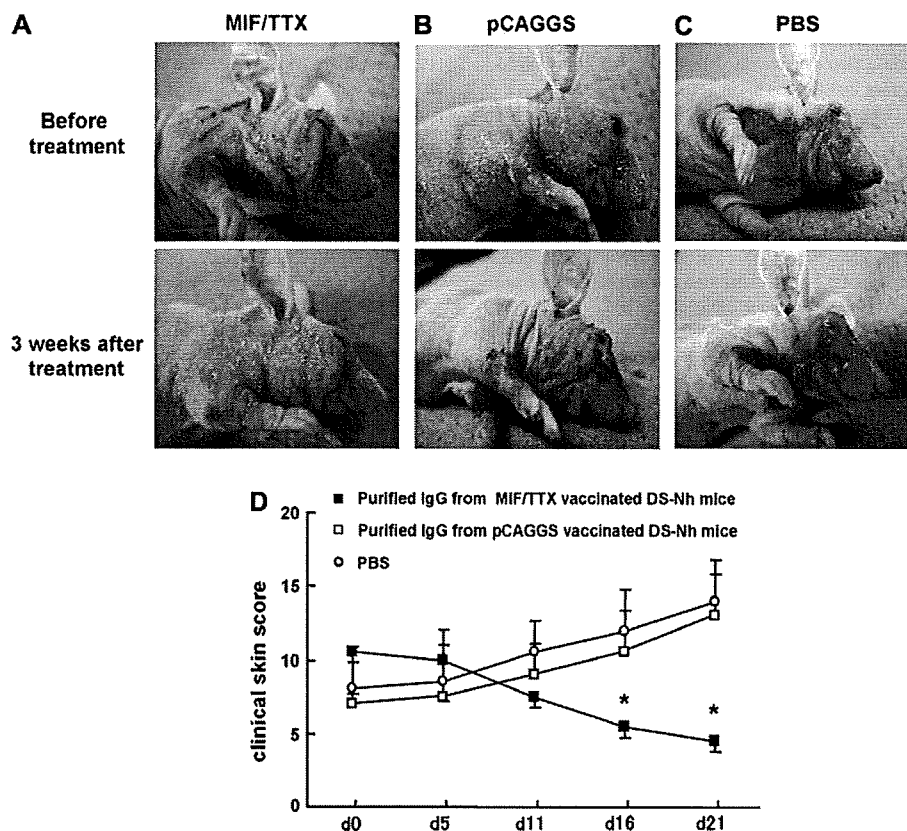 A
MIF/TTX
B
pCAGGS
C
PBS
Before
treatment
3 weeks after
treatment
D
■ Purified IgG from MIF/TTX vaccinated DS-Nh mice
□ Purified IgG from pCAGGS vaccinated DS-Nh mice
○ PBS
clinical skin score
20
15
10
5
0
*
*
d0
d5
d11
d16
d21